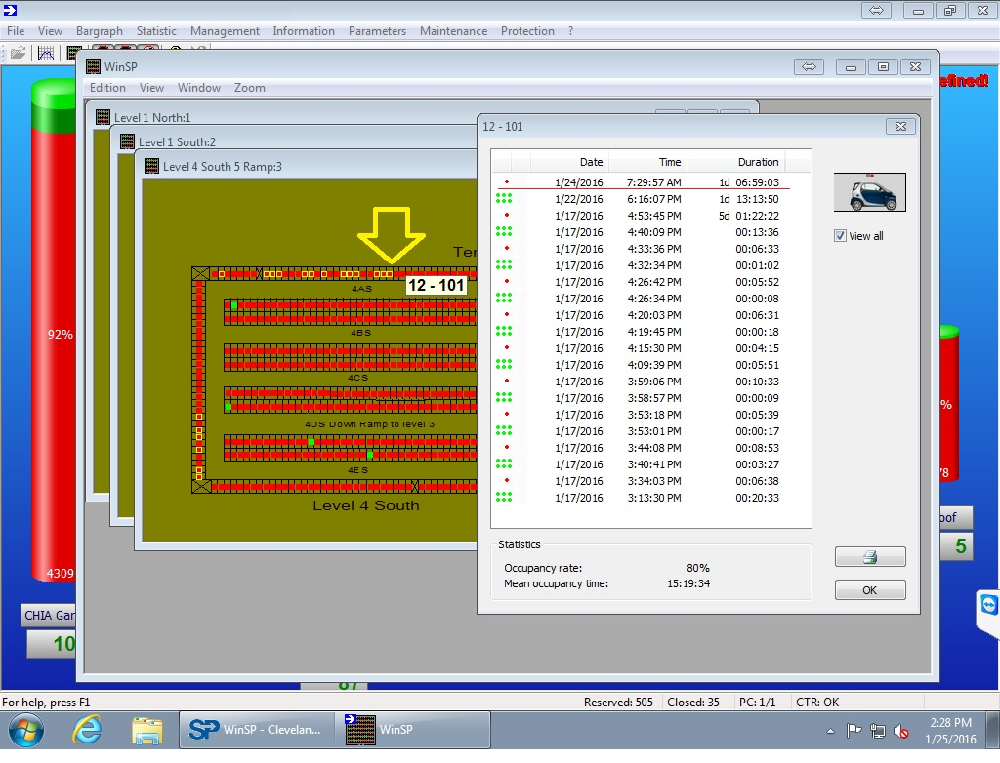 File View Bargraph Statistic Management Information Parameters Maintenance Protection ?
WinSP
Edition View Window Zoom
Level 1 North:1
Level 1 South:2
Level 4 South 5 Ramp:3
4AS
12 - 101
4BS
4CS
4DS Down Ramp to level 3
4ES
Level 4 South
92%
4309
CHIA Gar
10
12 - 101
Date Time Duration
1/24/2016 7:29:57 AM 1d 06:59:03
1/22/2016 6:16:07 PM 1d 13:13:50
1/17/2016 4:53:45 PM 5d 01:22:22
1/17/2016 4:40:09 PM 00:13:36
1/17/2016 4:33:36 PM 00:06:33
1/17/2016 4:32:34 PM 00:01:02
1/17/2016 4:26:42 PM 00:05:52
1/17/2016 4:26:34 PM 00:00:08
1/17/2016 4:20:03 PM 00:06:31
1/17/2016 4:19:45 PM 00:00:18
1/17/2016 4:15:30 PM 00:04:15
1/17/2016 4:09:39 PM 00:05:51
1/17/2016 3:59:06 PM 00:10:33
1/17/2016 3:58:57 PM 00:00:09
1/17/2016 3:53:18 PM 00:05:39
1/17/2016 3:53:01 PM 00:00:17
1/17/2016 3:44:08 PM 00:08:53
1/17/2016 3:40:41 PM 00:03:27
1/17/2016 3:34:03 PM 00:06:38
1/17/2016 3:13:30 PM 00:20:33
View all
Statistics
Occupancy rate: 80%
Mean occupancy time: 15:19:34
OK
efined!
%
78
oof
5
For help, press F1
Reserved: 505 Closed: 35 PC: 1/1 CTR: OK
SP WinSP - Clevelan...
WinSP
2:28 PM
1/25/2016